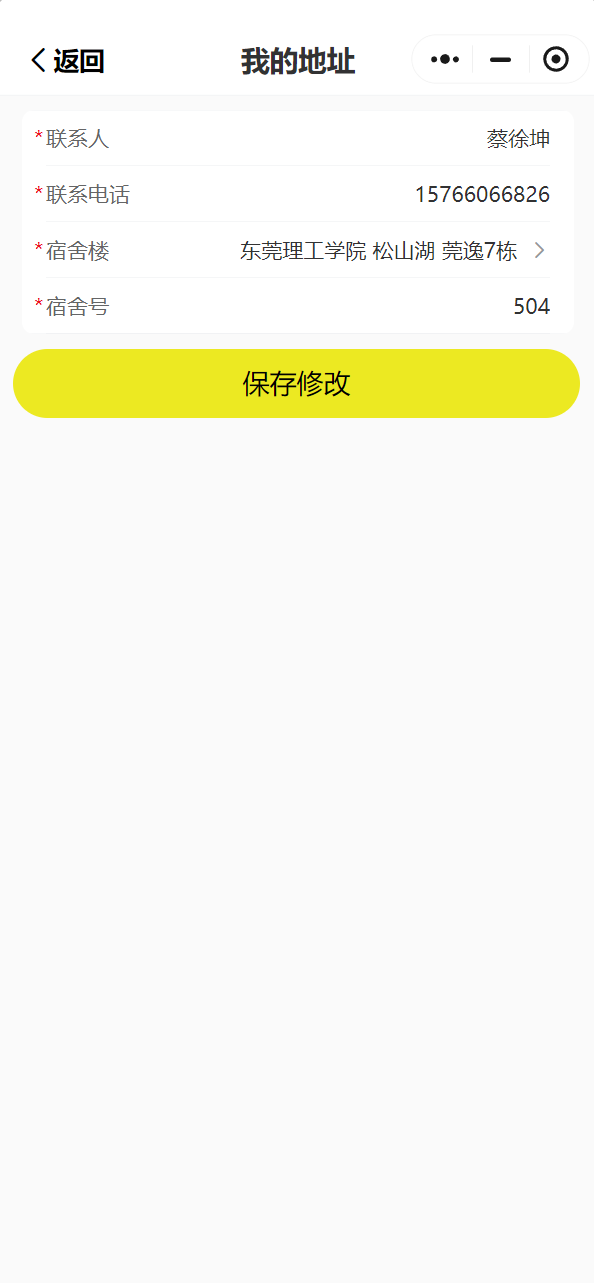 返回 我的地址
*联系人 蔡徐坤
*联系电话 15766066826
*宿舍楼 东莞理工学院 松山湖 莞逸7栋
*宿舍号 504
保存修改